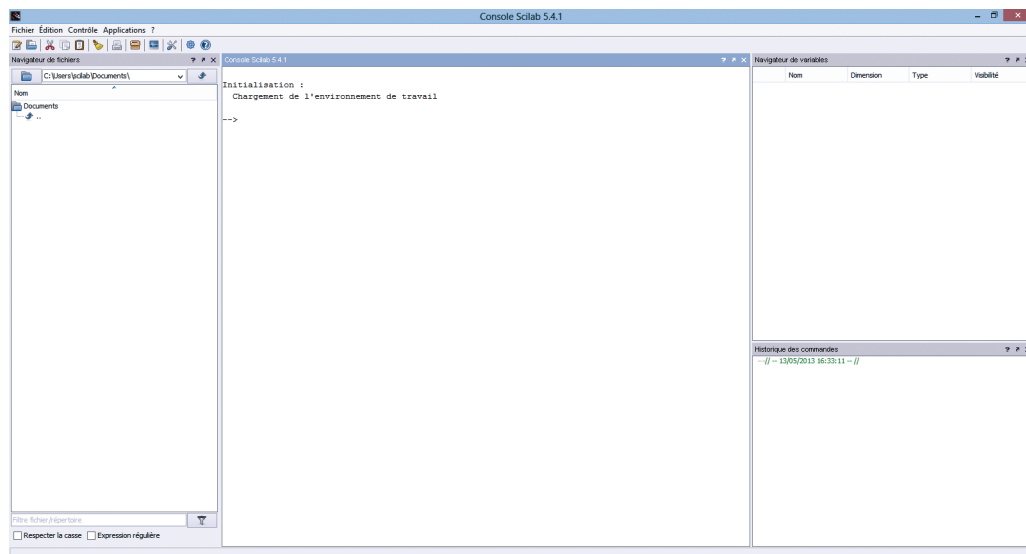 Console Scilab 5.4.1
Fichier Édition Contrôle Applications ?
Navigateur de fichiers
C:\Users\scilab\Documents\
Nom
Documents
..
Filtre fichier/répertoire
Respecter la casse
Expression régulière
Console Scilab 5.4.1
Initialisation :
Chargement de l'environnement de travail
-->
Navigateur de variables
Nom Dimension Type Visibilité
Historique des commandes
// -- 13/05/2013 16:33:11 -- //